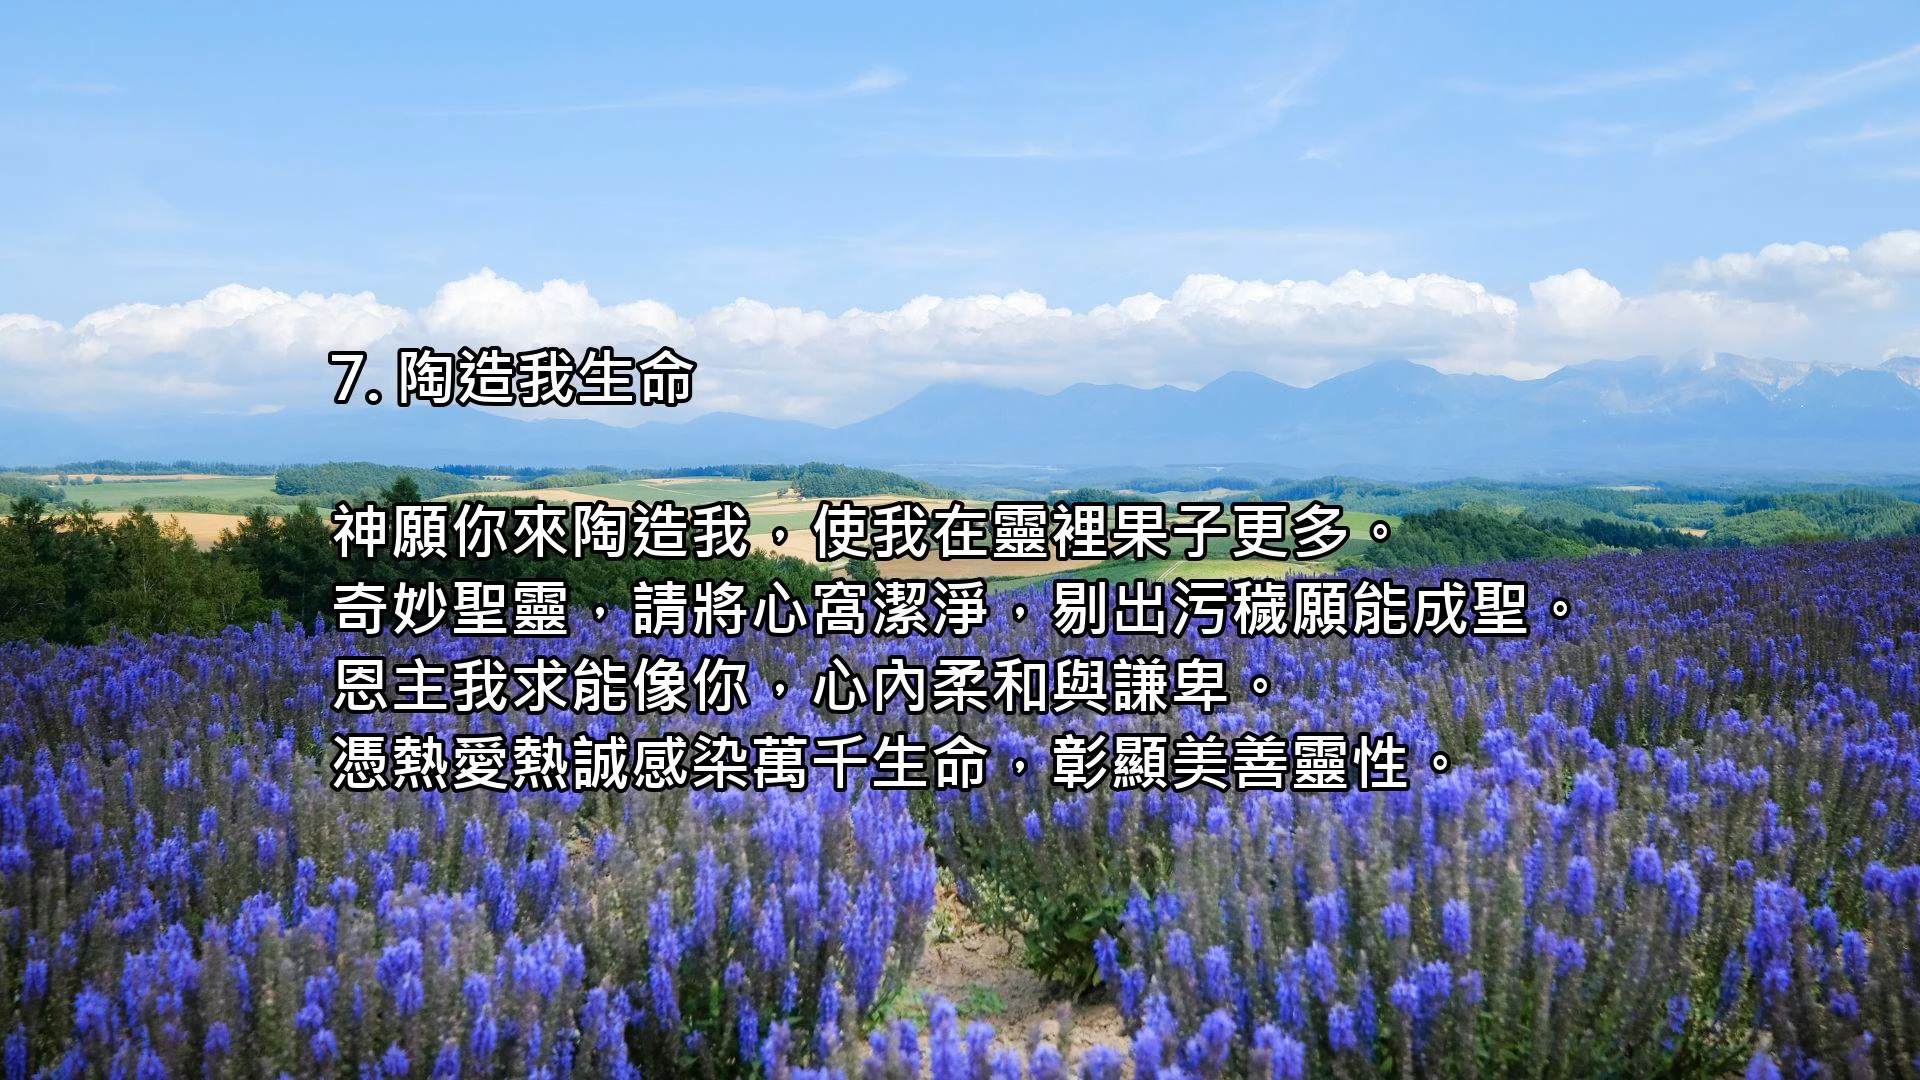 7. 陶造我生命
神願你來陶造我，使我在靈裡果子更多。
奇妙聖靈，請將心窩潔淨，剔出污穢願能成聖。
恩主我求能像你，心內柔和與謙卑。
憑熱愛熱誠感染萬千生命，彰顯美善靈性。